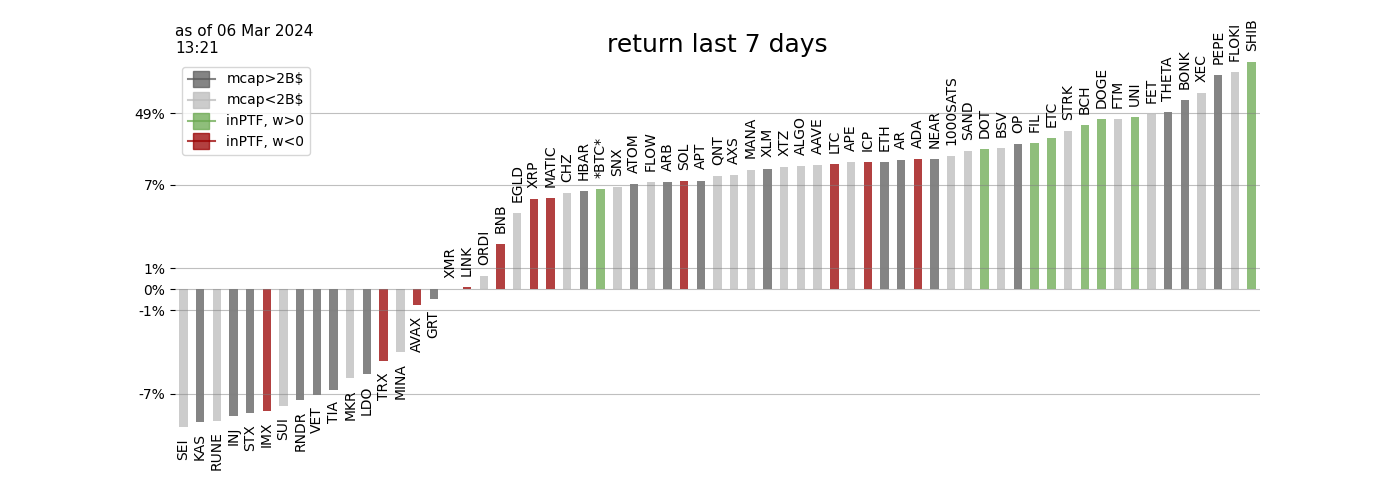 as of 06 Mar 2024
13:21
return last 7 days
mcap>2B$
mcap<2B$
inPTF, w>0
inPTF, w<0
49%
7%
1%
0%
-1%
-7%
SEI
KAS
RUNE
INJ
STX
IMX
SUI
RNDR
VET
TIA
MKR
LDO
TRX
MINA
AVAX
GRT
XMR
LINK
ORDI
BNB
EGLD
XRP
MATIC
CHZ
HBAR
*BTC*
SNX
ATOM
FLOW
ARB
SOL
APT
QNT
AXS
MANA
XLM
XTZ
ALGO
AAVE
LTC
APE
ICP
ETH
AR
ADA
NEAR
1000SATS
SAND
DOT
BSV
OP
FIL
ETC
STRK
BCH
DOGE
FTM
UNI
FET
THETA
BONK
XEC
PEPE
FLOKI
SHIB